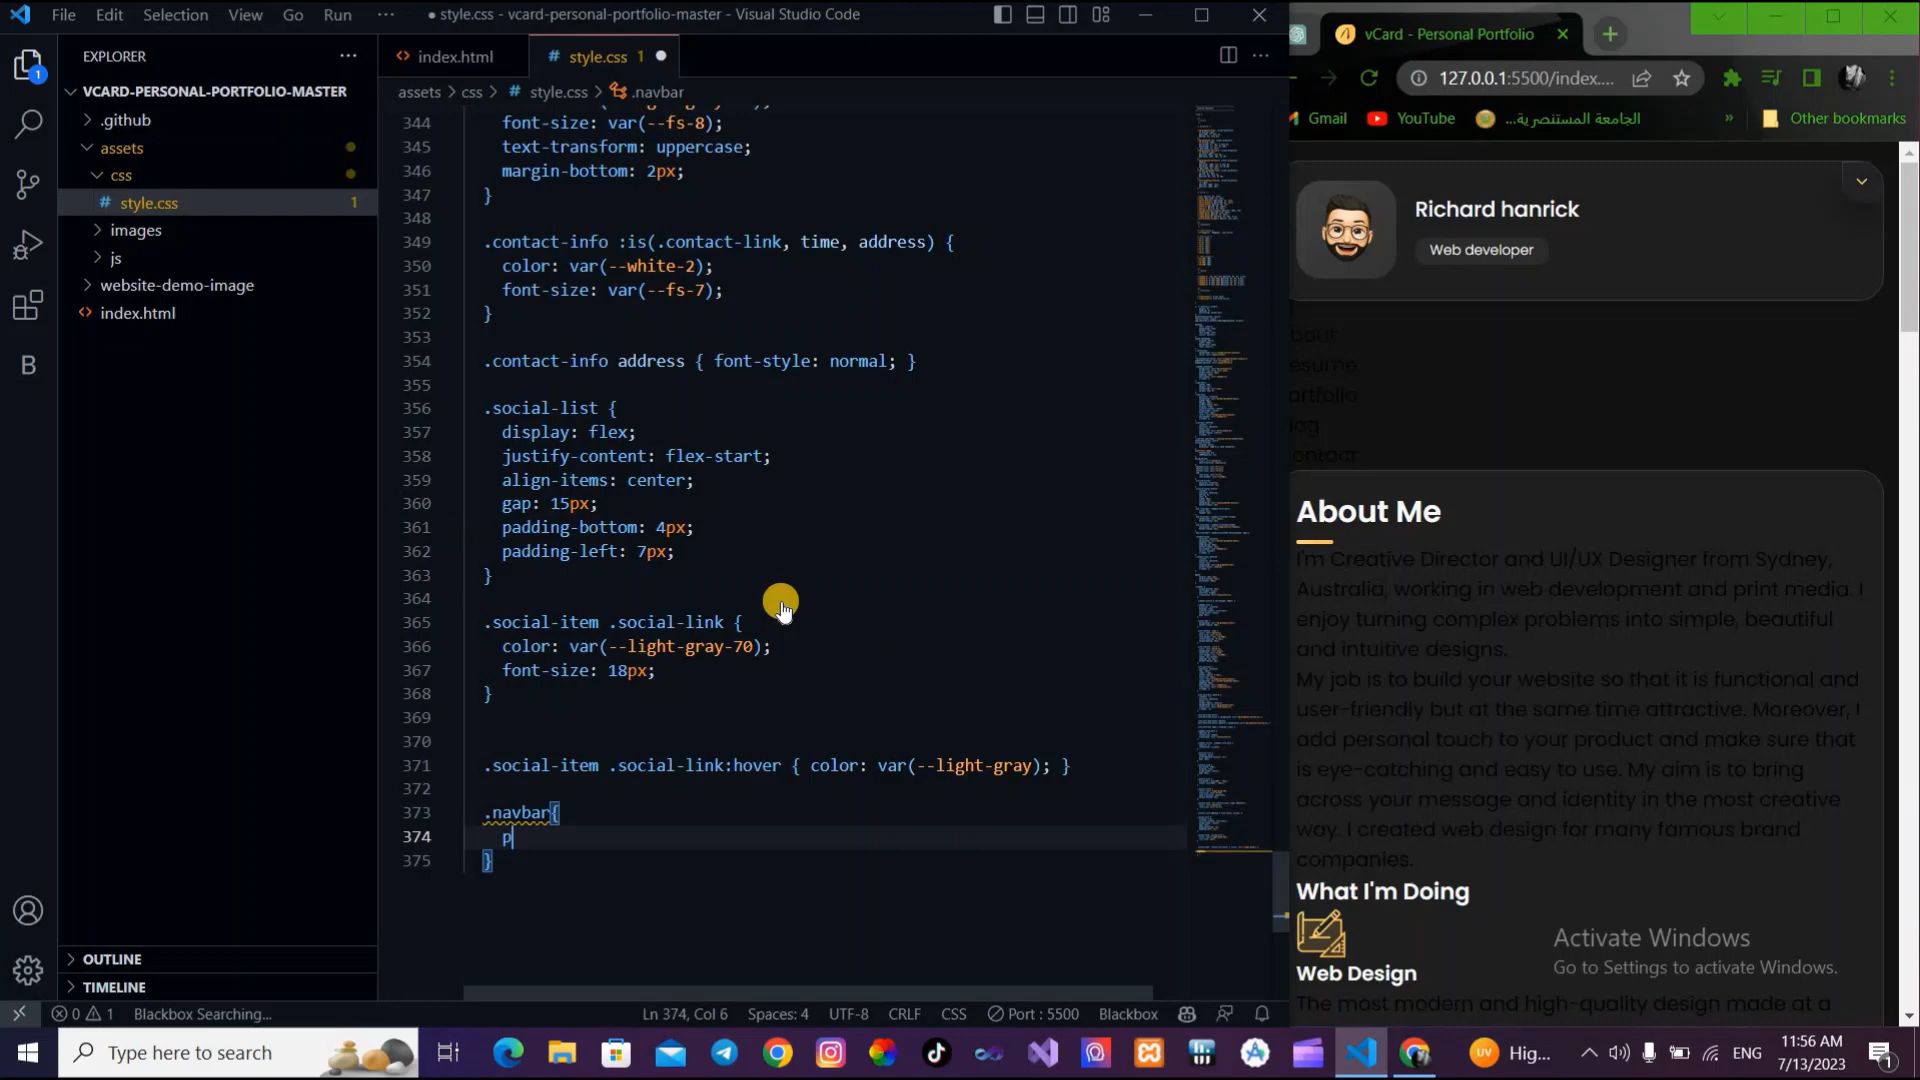 File Edit Selection View Go Run ··· • style.css - vcard-personal-portfolio-master - Visual Studio Code
EXPLORER
VCARD-PERSONAL-PORTFOLIO-MASTER
.github
assets
css
style.css 1
images
js
website-demo-image
index.html
OUTLINE
TIMELINE
1
B
index.html
style.css 1
assets > css > style.css > .navbar
344 font-size: var(--fs-8);
345 text-transform: uppercase;
346 margin-bottom: 2px;
347 }
348
349 .contact-info :is(.contact-link, time, address) {
350 color: var(--white-2);
351 font-size: var(--fs-7);
352 }
353
354 .contact-info address { font-style: normal; }
355
356 .social-list {
357 display: flex;
358 justify-content: flex-start;
359 align-items: center;
360 gap: 15px;
361 padding-bottom: 4px;
362 padding-left: 7px;
363 }
364
365 .social-item .social-link {
366 color: var(--light-gray-70);
367 font-size: 18px;
368 }
369
370
371 .social-item .social-link:hover { color: var(--light-gray); }
372
373 .navbar{
374 p
375 }
0 1 Blackbox Searching... Ln 374, Col 6 Spaces: 4 UTF-8 CRLF CSS Port : 5500 Blackbox
vCard - Personal Portfolio
127.0.0.1:5500/index....
Gmail YouTube الجامعة المستنصرية... » Other bookmarks
Richard hanrick
Web developer
bout
esume
ortfolio
log
ontact
About Me
I'm Creative Director and UI/UX Designer from Sydney,
Australia, working in web development and print media. I
enjoy turning complex problems into simple, beautiful
and intuitive designs.
My job is to build your website so that it is functional and
user-friendly but at the same time attractive. Moreover, I
add personal touch to your product and make sure that
is eye-catching and easy to use. My aim is to bring
across your message and identity in the most creative
way. I created web design for many famous brand
companies.
What I'm Doing
Web Design
The most modern and high-quality design made at a
Activate Windows
Go to Settings to activate Windows.
Type here to search
UV Hig... ENG 11:56 AM
7/13/2023
1